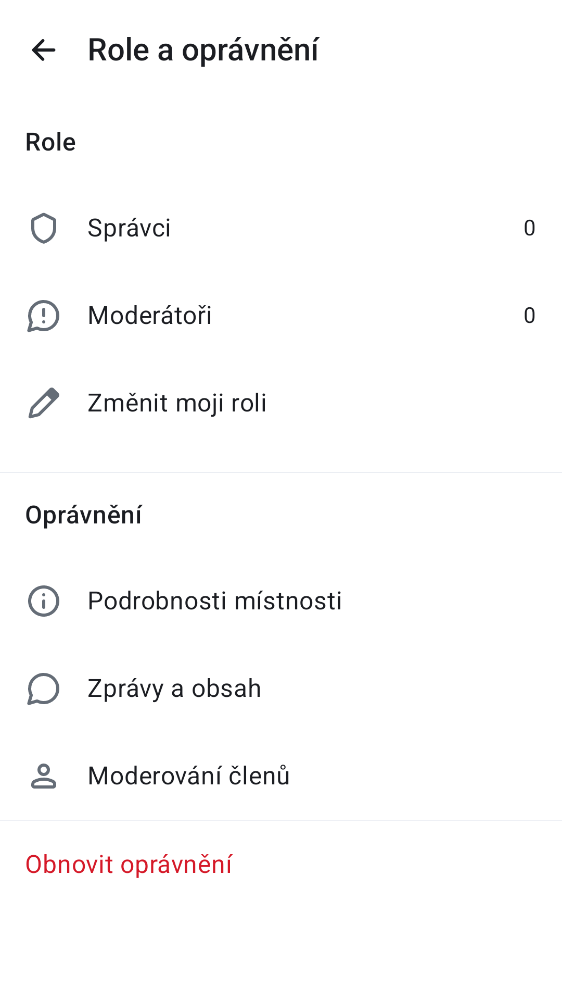 Role a oprávnění
Role
Správci 0
Moderátoři 0
Změnit moji roli
Oprávnění
Podrobnosti místnosti
Zprávy a obsah
Moderování členů
Obnovit oprávnění